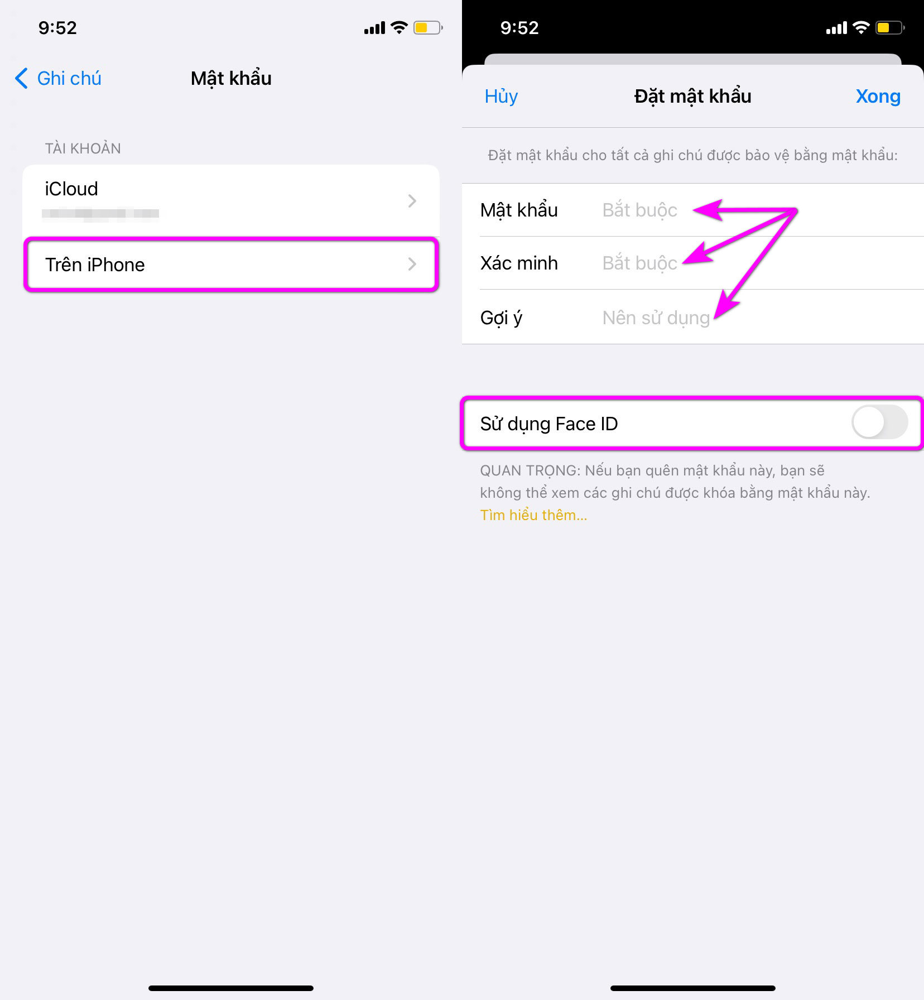 9:52
Ghi chú
Mật khẩu
TÀI KHOẢN
iCloud
Trên iPhone
9:52
Hủy
Đặt mật khẩu
Xong
Đặt mật khẩu cho tất cả ghi chú được bảo vệ bằng mật khẩu:
Mật khẩu Bắt buộc
Xác minh Bắt buộc
Gợi ý Nên sử dụng
Sử dụng Face ID
QUAN TRỌNG: Nếu bạn quên mật khẩu này, bạn sẽ
không thể xem các ghi chú được khóa bằng mật khẩu này.
Tìm hiểu thêm...